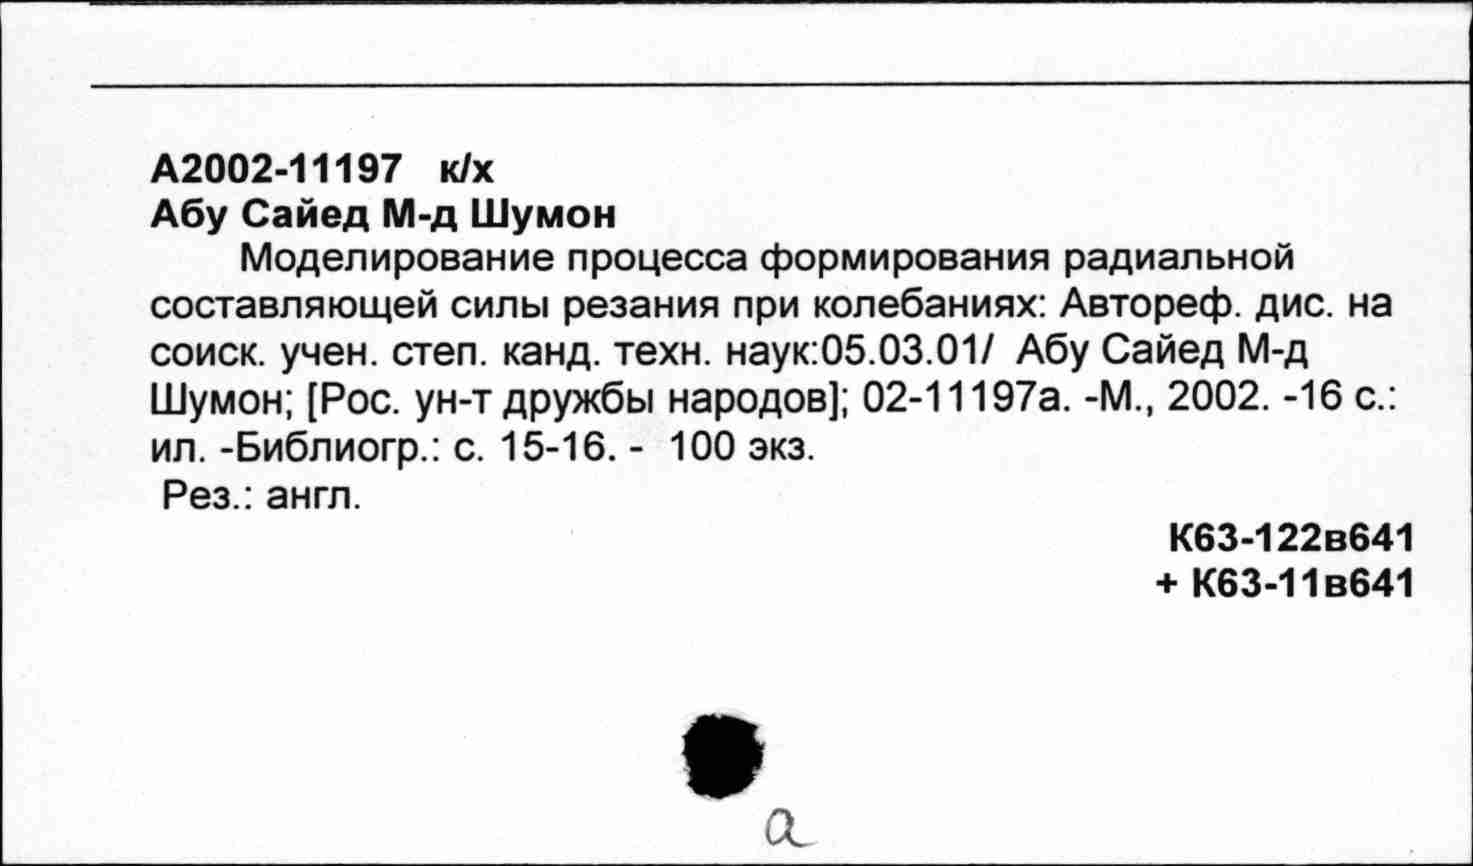 А2002-11197 к/х
Абу Сайед М-д Шумон
Моделирование процесса формирования радиальной
составляющей силы резания при колебаниях: Автореф. дис. на
соиск. учен. степ. канд. техн. наук:05.03.01/ Абу Сайед М-д
Шумон; [Рос. ун-т дружбы народов]; 02-11197а. -М., 2002. -16 с.:
ил. -Библиогр.: с. 15-16. - 100 экз.
Рез.: англ.
К63-122в641
+ К63-11в641
а